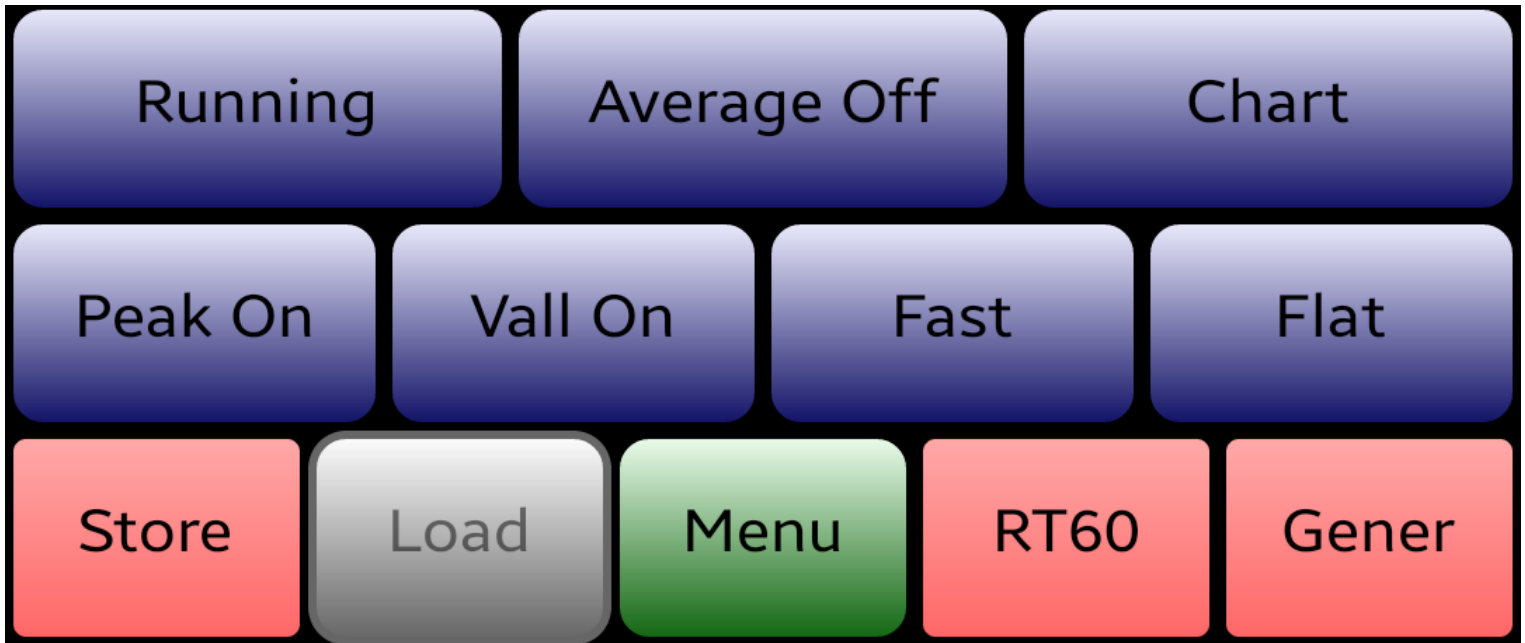 Running Average Off Chart
Peak On Vall On Fast Flat
Store Load Menu RT60 Gener